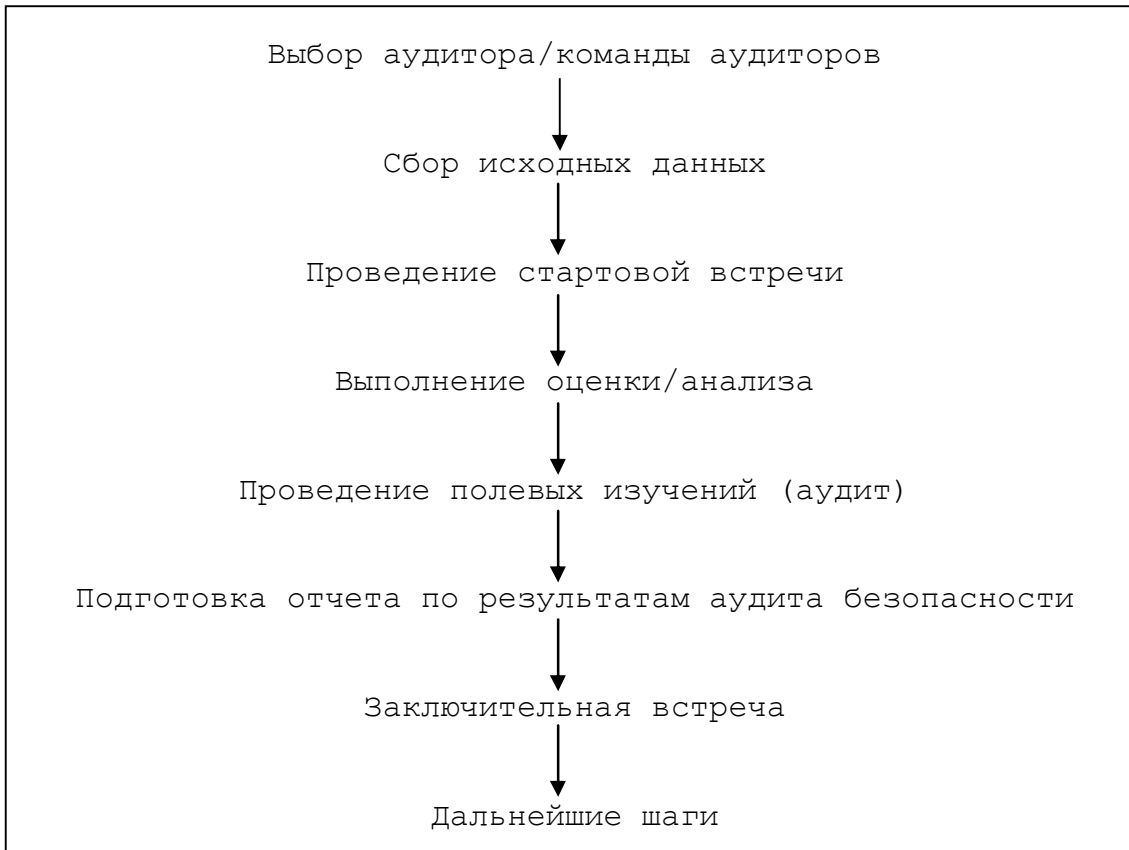 Выбор аудитора/команды аудиторов
Сбор исходных данных
Проведение стартовой встречи
Выполнение оценки/анализа
Проведение полевых изучений (аудит)
Подготовка отчета по результатам аудита безопасности
Заключительная встреча
Дальнейшие шаги